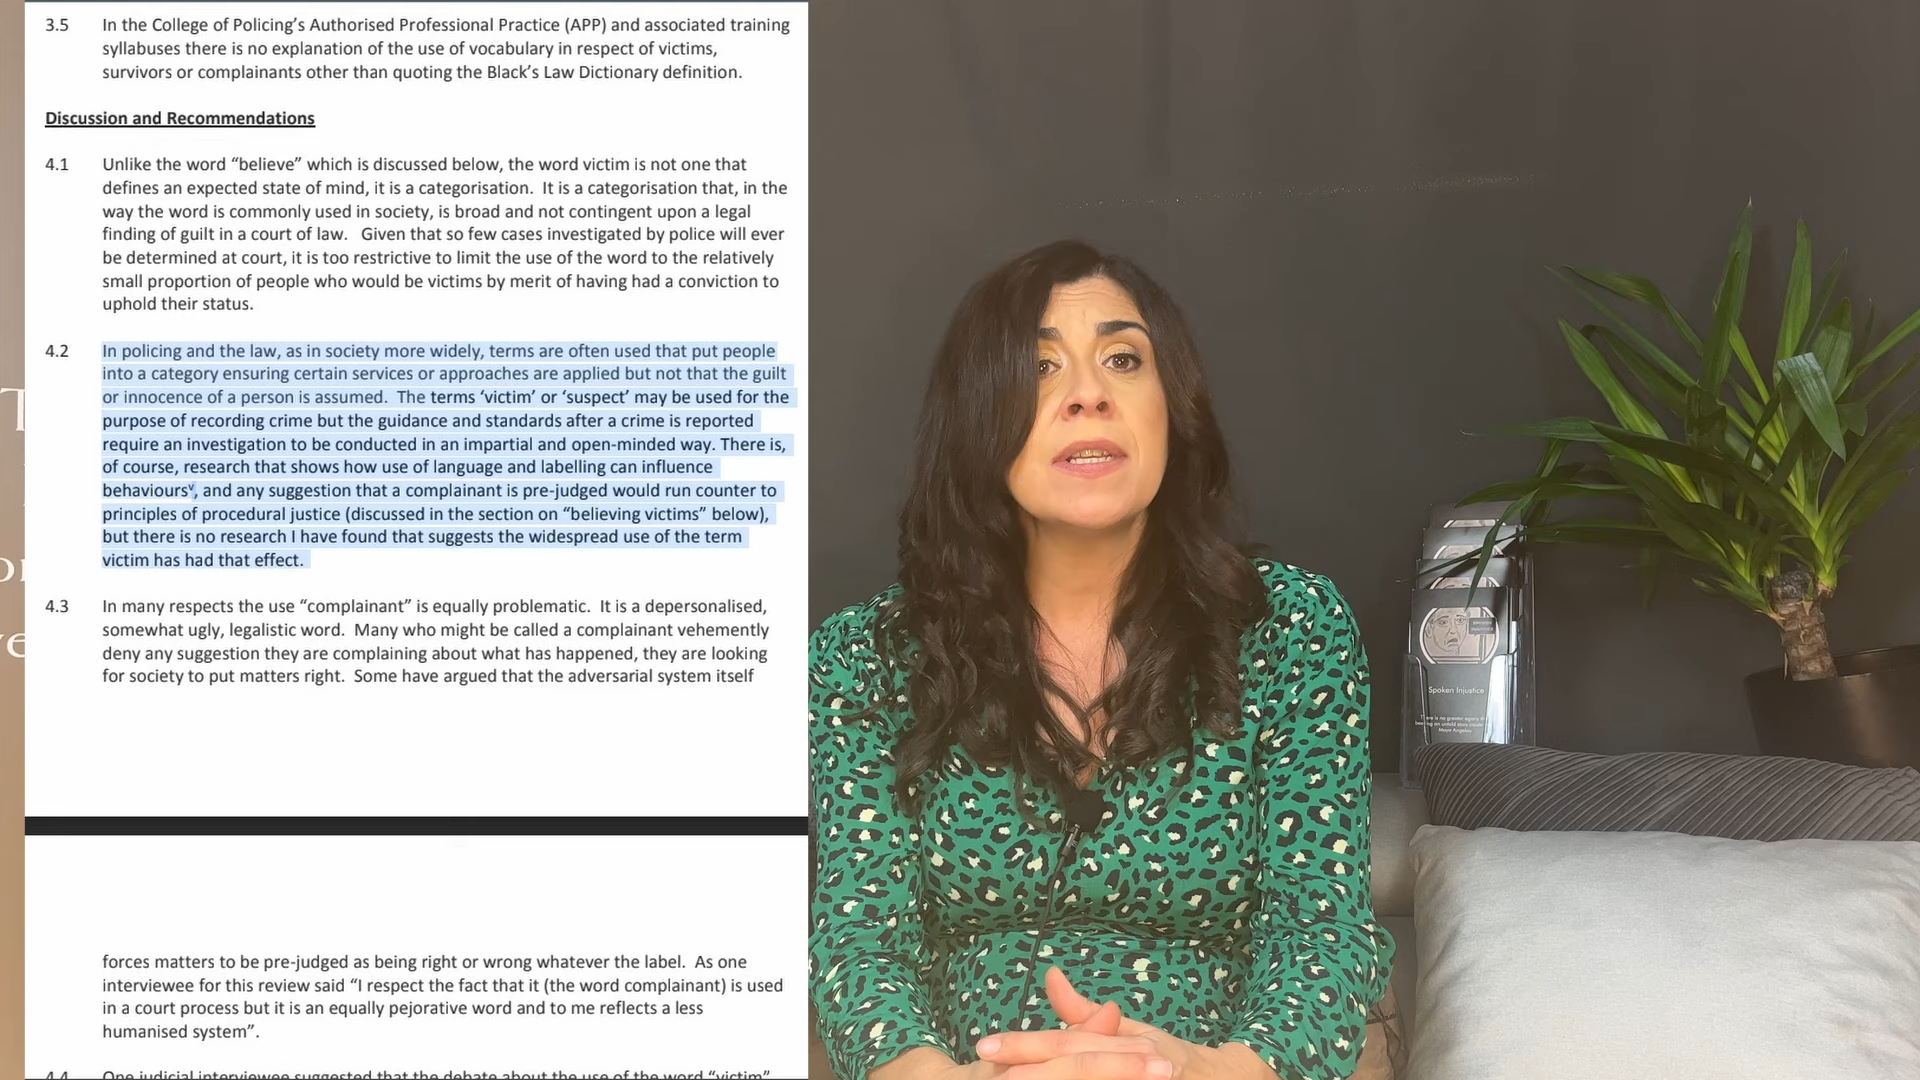 3.5 In the College of Policing’s Authorised Professional Practice (APP) and associated training
syllabuses there is no explanation of the use of vocabulary in respect of victims,
survivors or complainants other than quoting the Black’s Law Dictionary definition.
Discussion and Recommendations
4.1 Unlike the word “believe” which is discussed below, the word victim is not one that
defines an expected state of mind, it is a categorisation. It is a categorisation that, in the
way the word is commonly used in society, is broad and not contingent upon a legal
finding of guilt in a court of law. Given that so few cases investigated by police will ever
be determined at court, it is too restrictive to limit the use of the word to the relatively
small proportion of people who would be victims by merit of having had a conviction to
uphold their status.
4.2 In policing and the law, as in society more widely, terms are often used that put people
into a category ensuring certain services or approaches are applied but not that the guilt
or innocence of a person is assumed. The terms ‘victim’ or ‘suspect’ may be used for the
purpose of recording crime but the guidance and standards after a crime is reported
require an investigation to be conducted in an impartial and open-minded way. There is,
of course, research that shows how use of language and labelling can influence
behavioursᵛ, and any suggestion that a complainant is pre-judged would run counter to
principles of procedural justice (discussed in the section on “believing victims” below),
but there is no research I have found that suggests the widespread use of the term
victim has had that effect.
4.3 In many respects the use “complainant” is equally problematic. It is a depersonalised,
somewhat ugly, legalistic word. Many who might be called a complainant vehemently
deny any suggestion they are complaining about what has happened, they are looking
for society to put matters right. Some have argued that the adversarial system itself
forces matters to be pre-judged as being right or wrong whatever the label. As one
interviewee for this review said “I respect the fact that it (the word complainant) is used
in a court process but it is an equally pejorative word and to me reflects a less
humanised system”.
4.4 One judicial interviewee suggested that the debate about the use of the word “victim”
Spoken Injustice